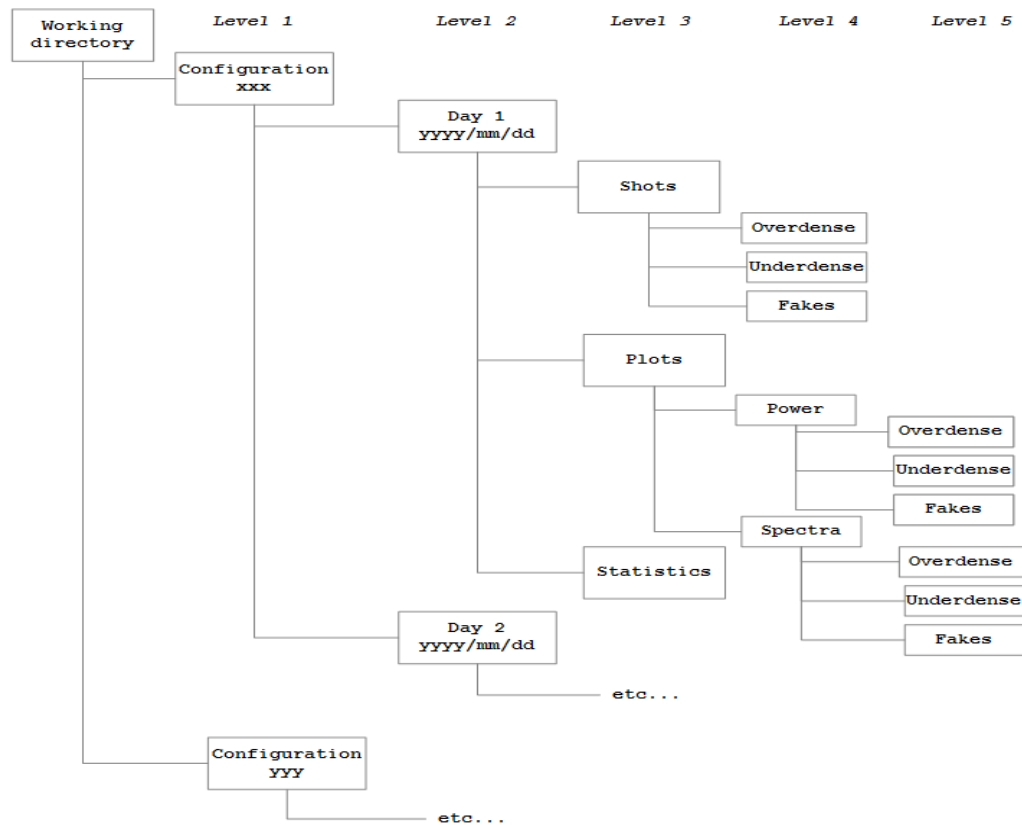 Working
directory
Level 1
Level 2
Level 3
Level 4
Level 5
Configuration
xxx
Day 1
yyyy/mm/dd
Shots
Overdense
Underdense
Fakes
Plots
Power
Overdense
Underdense
Fakes
Spectra
Overdense
Underdense
Fakes
Statistics
Day 2
yyyy/mm/dd
etc...
Configuration
yyy
etc...